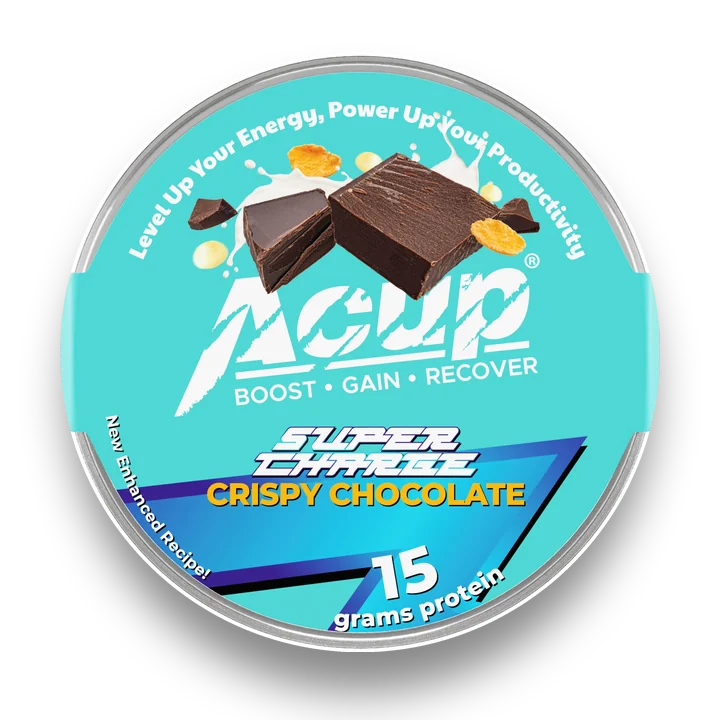 Level Up Your Energy, Power Up Your Productivity
Acup®
BOOST • GAIN • RECOVER
SUPER
CHARGE
CRISPY CHOCOLATE
New Enhanced Recipe!
15
grams protein